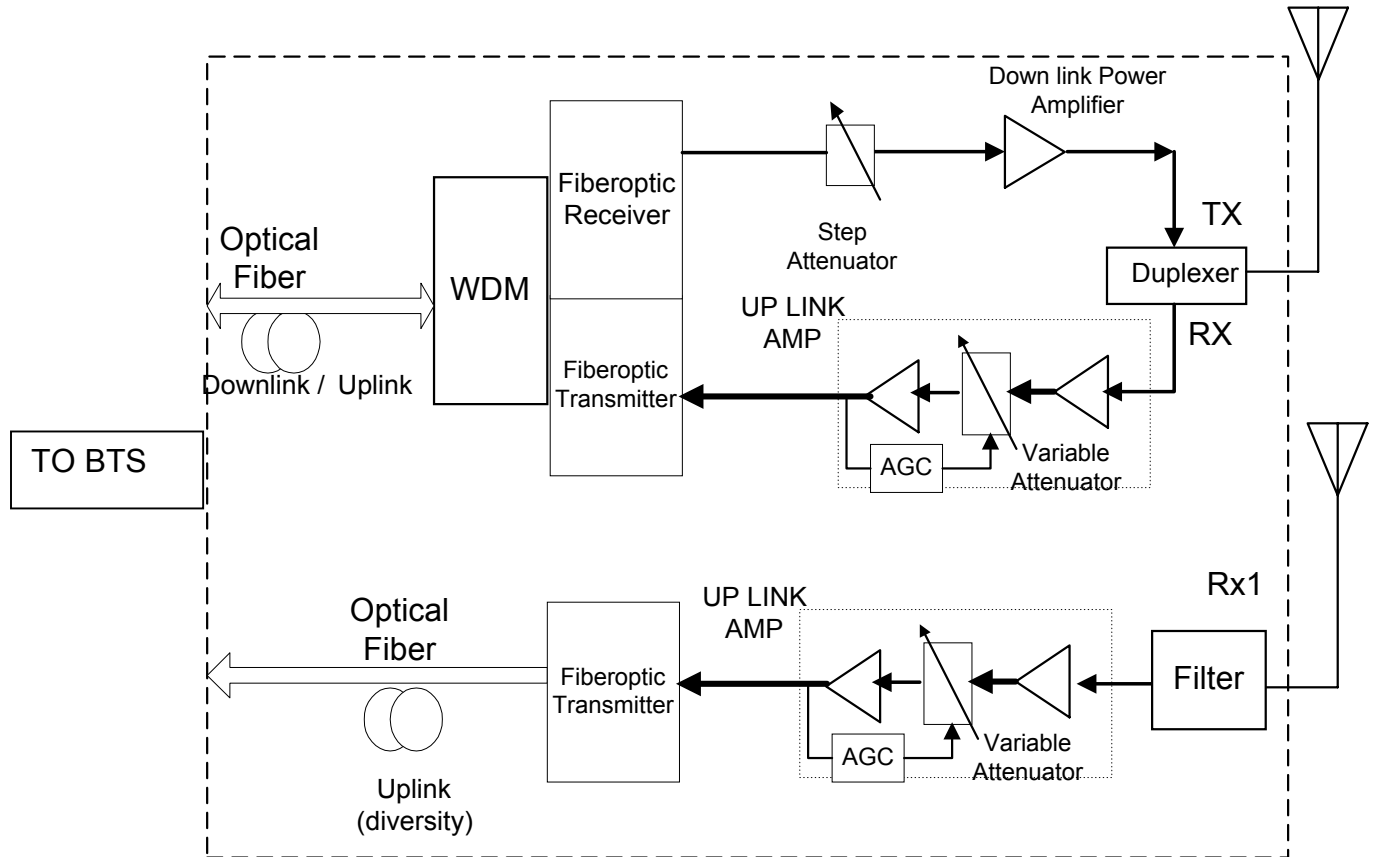 Down link Power
Amplifier
Fiberoptic
Receiver
TX
Step
Attenuator
Optical
Fiber
WDM
Duplexer
UP LINK
AMP
RX
Fiberoptic
Transmitter
Downlink / Uplink
AGC
Variable
Attenuator
TO BTS
Rx1
UP LINK
AMP
Optical
Fiber
Fiberoptic
Transmitter
Filter
AGC
Variable
Attenuator
Uplink
(diversity)